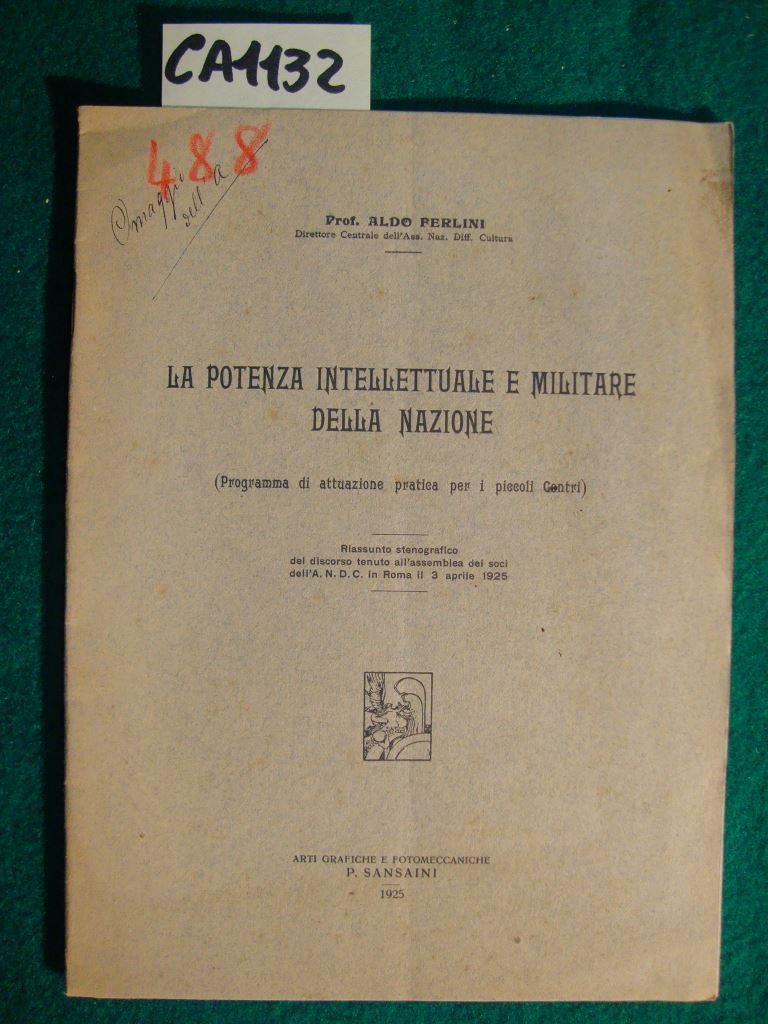 CA1132
488
Omaggio
dell'A
Prof. ALDO FERLINI
Direttore Centrale dell'Ass. Naz. Diff. Cultura
LA POTENZA INTELLETTUALE E MILITARE
DELLA NAZIONE
(Programma di attuazione pratica per i piccoli Centri)
Riassunto stenografico
del discorso tenuto all'assemblea dei soci
dell'A. N. D. C. in Roma il 3 aprile 1925
ARTI GRAFICHE E FOTOMECCANICHE
P. SANSAINI
1925